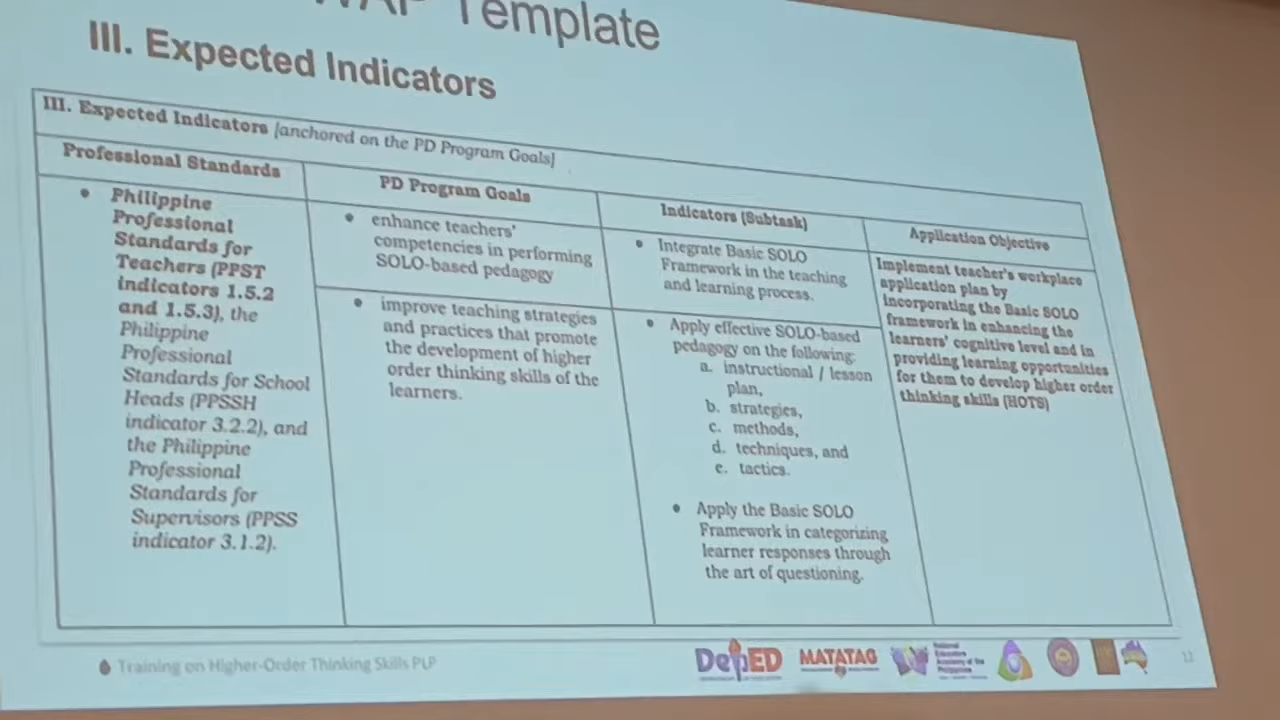 Template
III. Expected Indicators
III. Expected Indicators [anchored on the PD Program Goals]
Professional Standards
PD Program Goals
Indicators (Subtask)
Application Objective
• Philippine
Professional
Standards for
Teachers (PPST
indicators 1.5.2
and 1.5.3), the
Philippine
Professional
Standards for School
Heads (PPSSH
indicator 3.2.2), and
the Philippine
Professional
Standards for
Supervisors (PPSS
indicator 3.1.2).
• enhance teachers'
competencies in performing
SOLO-based pedagogy
• improve teaching strategies
and practices that promote
the development of higher
order thinking skills of the
learners.
• Integrate Basic SOLO
Framework in the teaching
and learning process.
• Apply effective SOLO-based
pedagogy on the following:
a. instructional / lesson
plan,
b. strategies,
c. methods,
d. techniques, and
e. tactics.
• Apply the Basic SOLO
Framework in categorizing
learner responses through
the art of questioning.
Implement teacher's workplace
application plan by
incorporating the Basic SOLO
framework in enhancing the
learners' cognitive level and in
providing learning opportunities
for them to develop higher order
thinking skills (HOTS)
Training on Higher-Order Thinking Skills PLP
DepED
MATATAG
National
Educators
Academy of the
Philippines